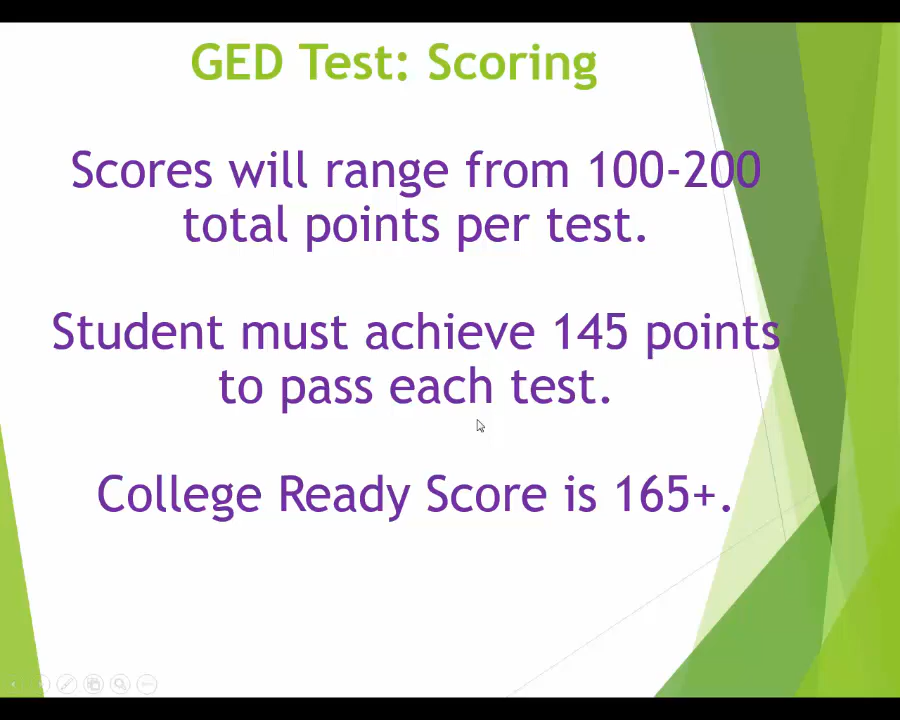 GED Test: Scoring
Scores will range from 100-200
total points per test.
Student must achieve 145 points
to pass each test.
College Ready Score is 165+.